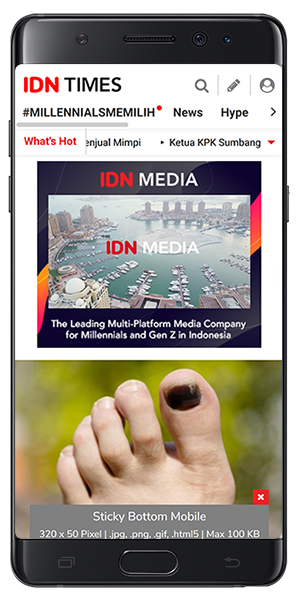 IDN TIMES
#MILLENNIALSMEMILIH News Hype
What's Hot enjual Mimpi Ketua KPK Sumbang
IDN MEDIA
IDN MEDIA
The Leading Multi-Platform Media Company
for Millennials and Gen Z in Indonesia
Sticky Bottom Mobile
320 x 50 Pixel | .jpg, .png, .gif, .html5 | Max 100 KB